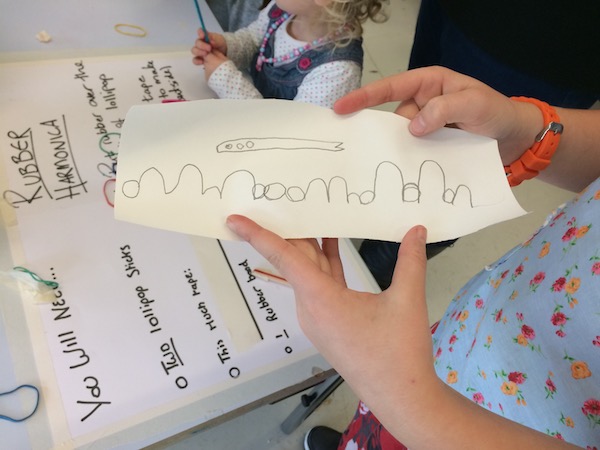 RUBBER
HARMONICA
YOU WILL NEED...
TWO lollipop Sticks
This Much tape:
1 Rubber band
Put rubber over the
of lollipop
tape
to make